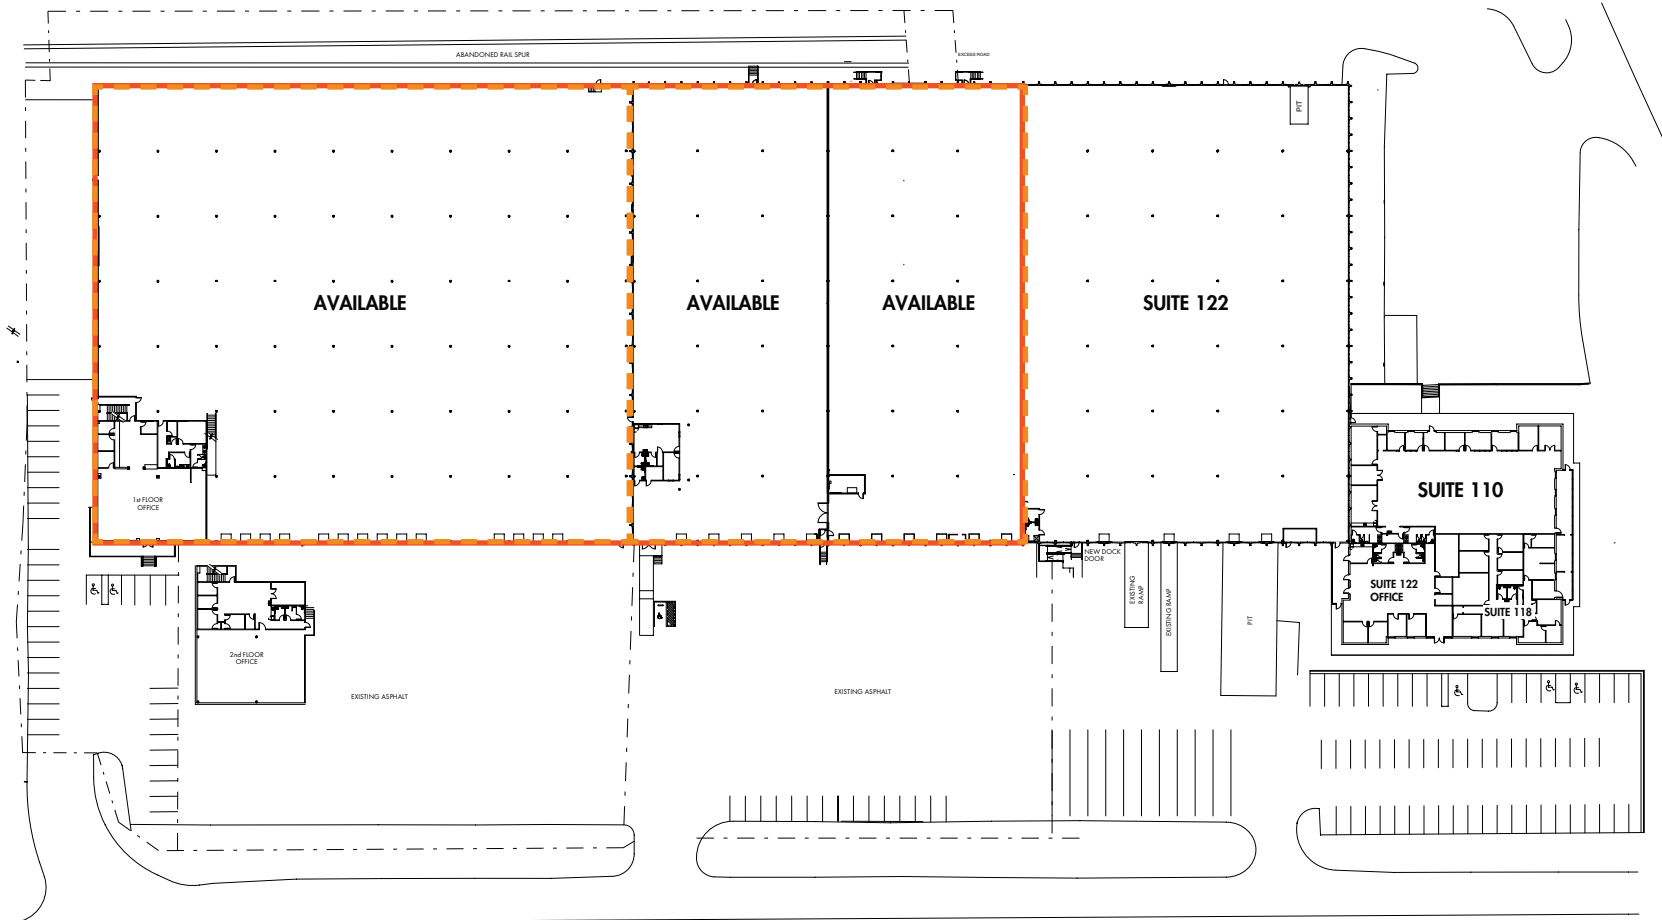 ABANDONED RAIL SPUR
EXCESS ROAD
PIT
AVAILABLE
AVAILABLE
AVAILABLE
SUITE 122
1st FLOOR
OFFICE
SUITE 110
NEW DOCK
DOOR
EXISTING
RAMP
EXISTING RAMP
PIT
SUITE 122
OFFICE
SUITE 118
2nd FLOOR
OFFICE
EXISTING ASPHALT
EXISTING ASPHALT